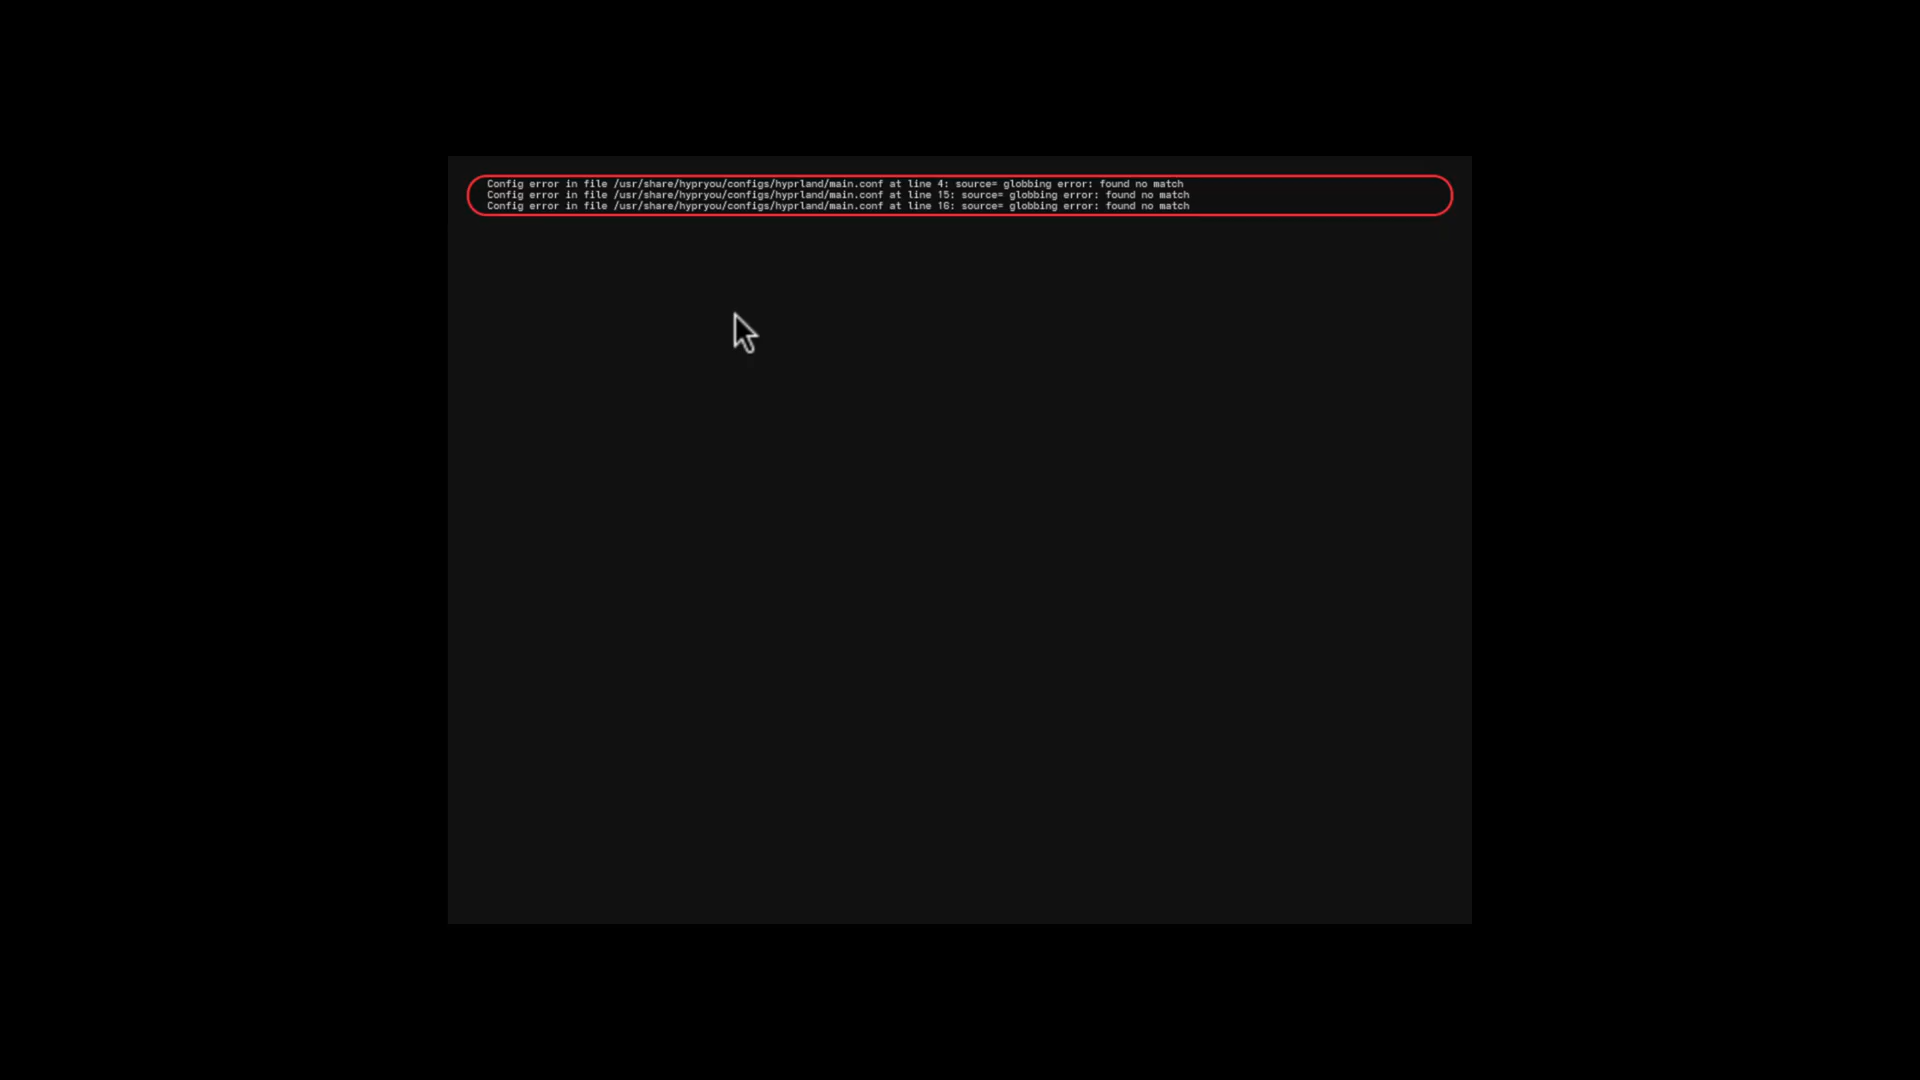 Config error in file /usr/share/hypryou/configs/hyprland/main.conf at line 4: source= globbing error: found no match
Config error in file /usr/share/hypryou/configs/hyprland/main.conf at line 15: source= globbing error: found no match
Config error in file /usr/share/hypryou/configs/hyprland/main.conf at line 16: source= globbing error: found no match